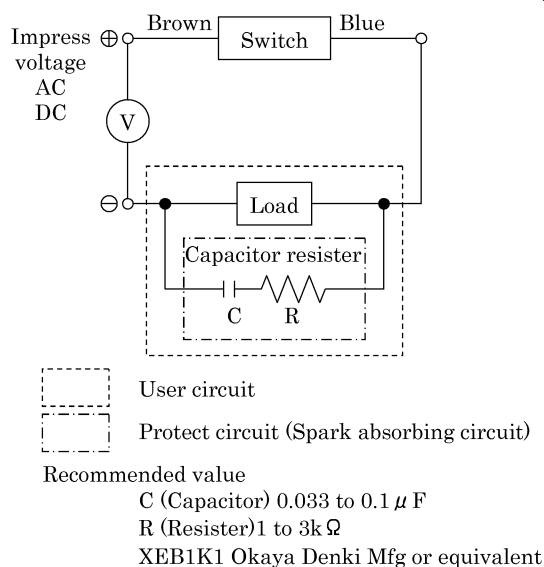 Impress
voltage
AC
DC
⊕
Brown
Switch
Blue
V
⊖
Load
Capacitor resister
C
R
User circuit
Protect circuit (Spark absorbing circuit)
Recommended value
C (Capacitor) 0.033 to 0.1 μ F
R (Resister)1 to 3kΩ
XEB1K1 Okaya Denki Mfg or equivalent